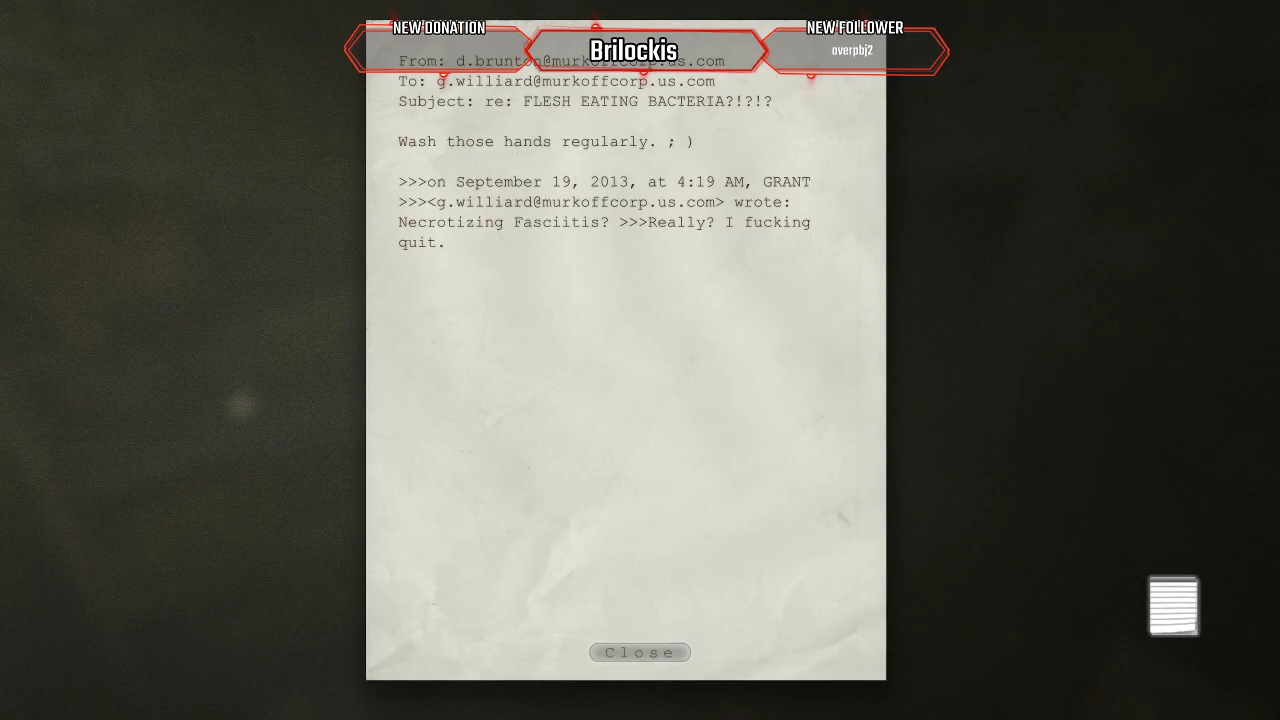 NEW DONATION
Brilockis
NEW FOLLOWER
overpbj2
From: d.brunton@murkoffcorp.us.com
To: g.williard@murkoffcorp.us.com
Subject: re: FLESH EATING BACTERIA?!?!?
Wash those hands regularly. ; )
>>>on September 19, 2013, at 4:19 AM, GRANT
>>><g.williard@murkoffcorp.us.com> wrote:
Necrotizing Fasciitis? >>>Really? I fucking
quit.
Close